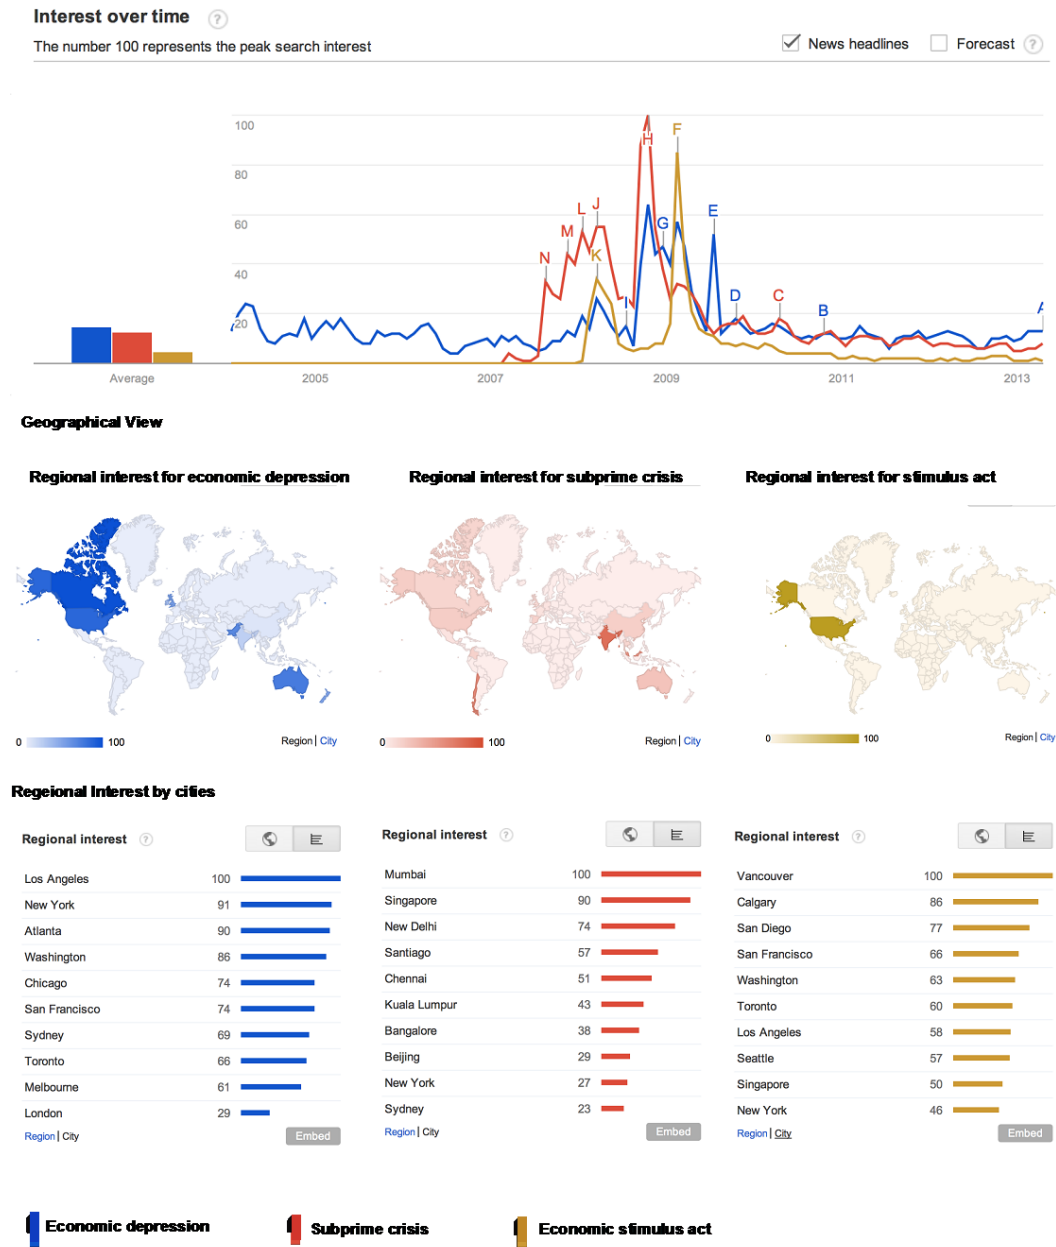 Interest over time ?
The number 100 represents the peak search interest
News headlines Forecast ?
100
80
60
40
20
H
F
L J
M
N
K
G
E
I
D
C
B
A
Average 2005 2007 2009 2011 2013
Geographical View
Regional interest for economic depression
Regional interest for subprime crisis
Regional interest for stimulus act
0 100 Region | City
0 100 Region | City
0 100 Region | City
Regeional Interest by cities
Regional interest ?
Los Angeles 100
New York 91
Atlanta 90
Washington 86
Chicago 74
San Francisco 74
Sydney 69
Toronto 66
Melbourne 61
London 29
Region | City Embed
Regional interest ?
Mumbai 100
Singapore 90
New Delhi 74
Santiago 57
Chennai 51
Kuala Lumpur 43
Bangalore 38
Beijing 29
New York 27
Sydney 23
Region | City Embed
Regional interest ?
Vancouver 100
Calgary 86
San Diego 77
San Francisco 66
Washington 63
Toronto 60
Los Angeles 58
Seattle 57
Singapore 50
New York 46
Region | City Embed
Economic depression Subprime crisis Economic stimulus act